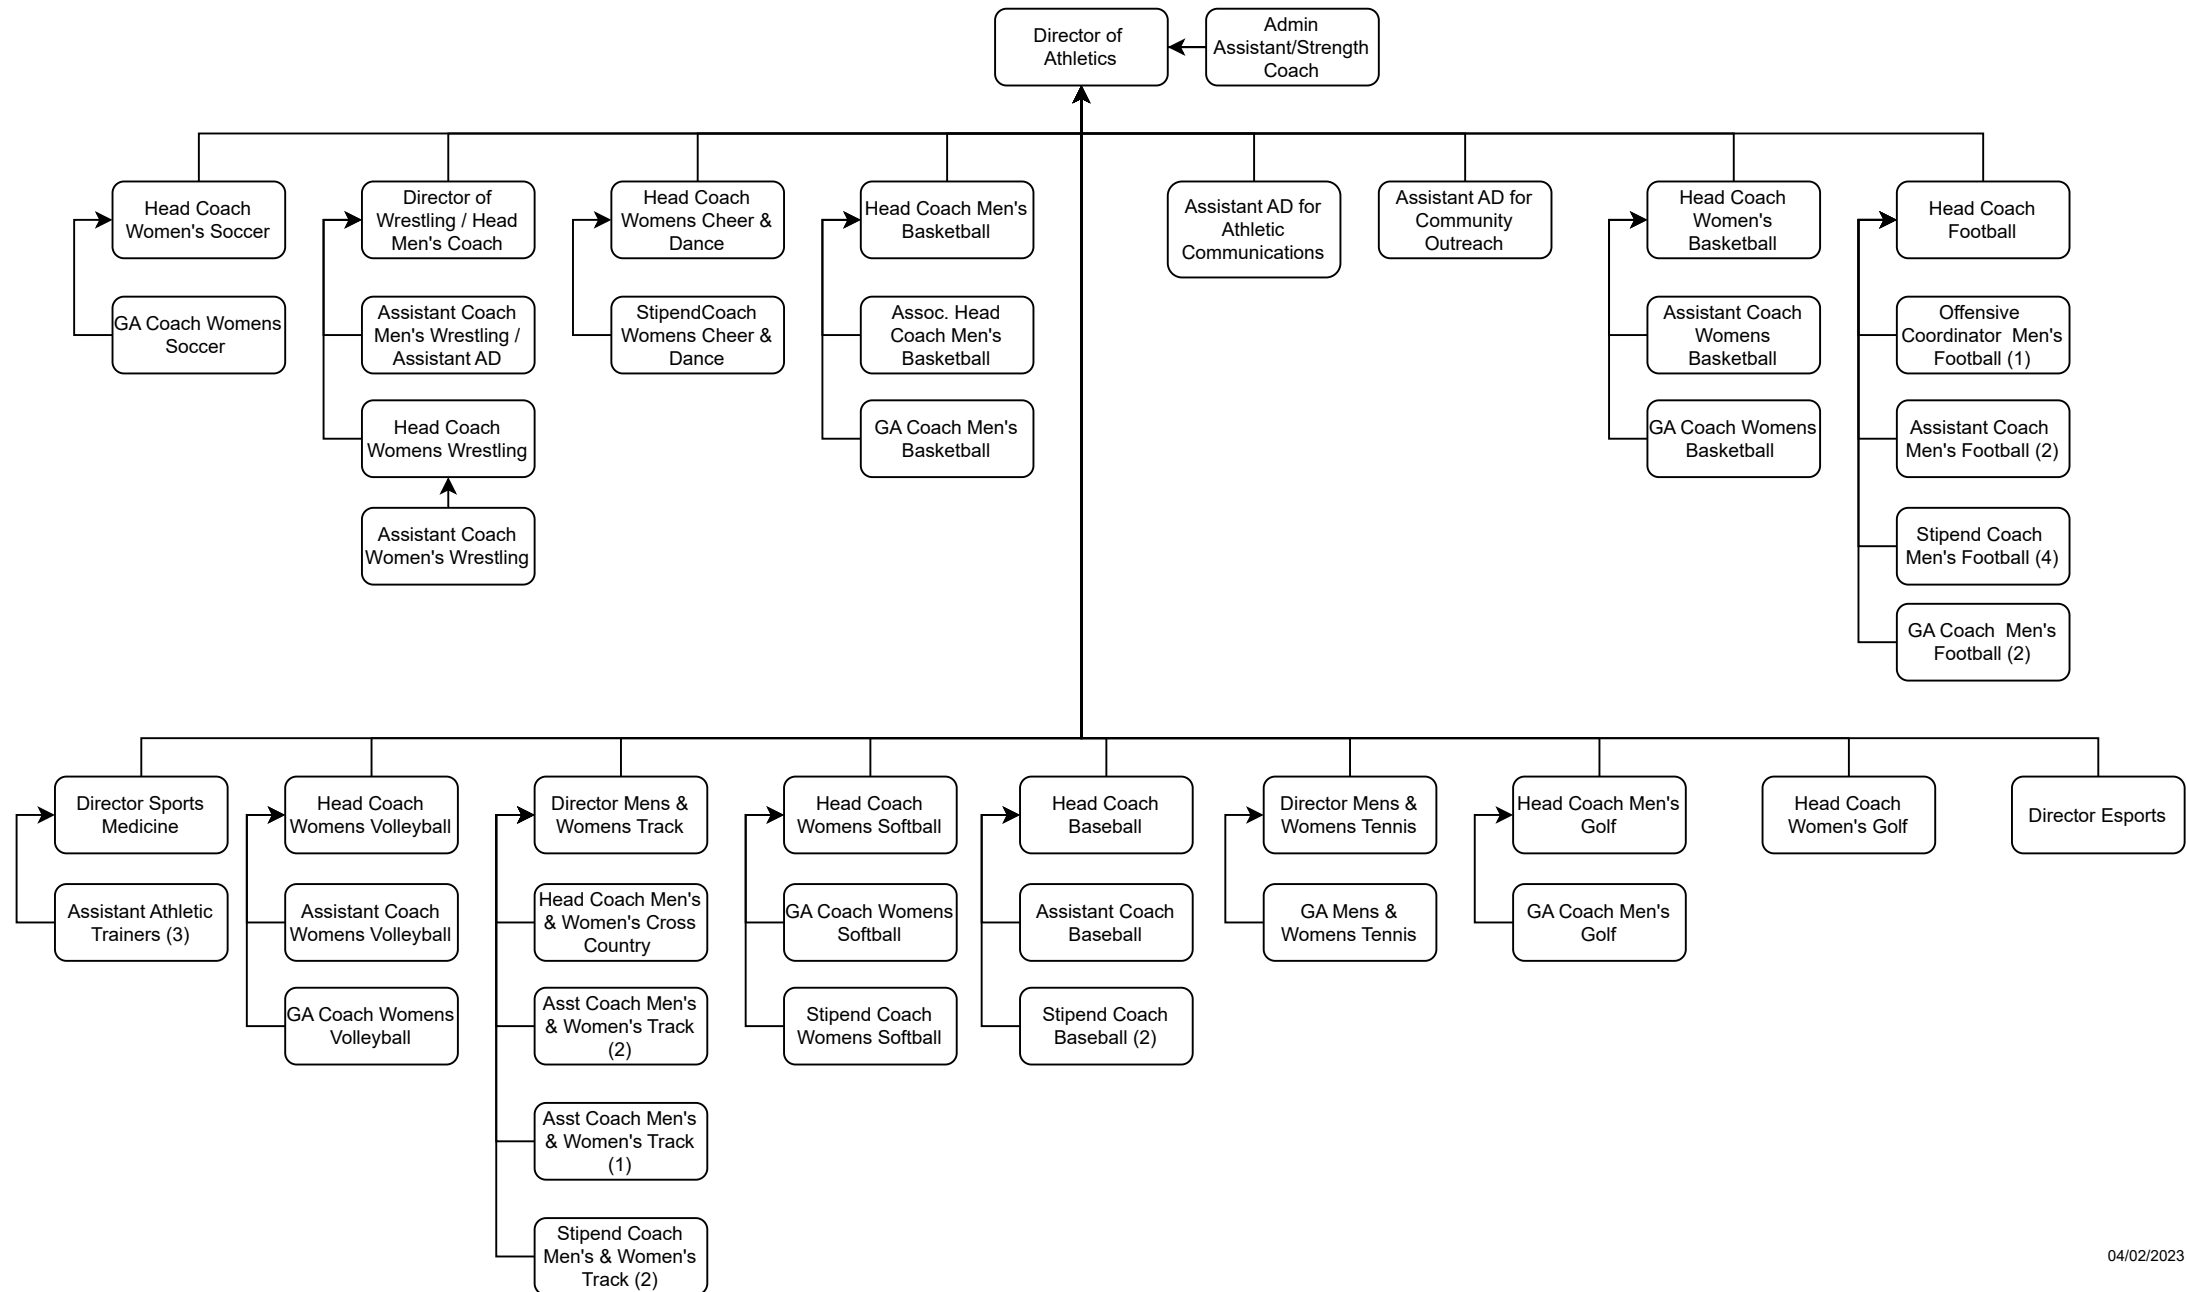 Director of
Athletics
Admin
Assistant/Strength
Coach
Head Coach
Women's Soccer
GA Coach Womens
Soccer
Director of
Wrestling / Head
Men's Coach
Assistant Coach
Men's Wrestling /
Assistant AD
Head Coach
Womens Wrestling
Assistant Coach
Women's Wrestling
Head Coach
Womens Cheer &
Dance
StipendCoach
Womens Cheer &
Dance
Head Coach Men's
Basketball
Assoc. Head
Coach Men's
Basketball
GA Coach Men's
Basketball
Assistant AD for
Athletic
Communications
Assistant AD for
Community
Outreach
Head Coach
Women's
Basketball
Assistant Coach
Womens
Basketball
GA Coach Womens
Basketball
Head Coach
Football
Offensive
Coordinator  Men's
Football (1)
Assistant Coach
Men's Football (2)
Stipend Coach
Men's Football (4)
GA Coach  Men's
Football (2)
Director Sports
Medicine
Assistant Athletic
Trainers (3)
Head Coach
Womens Volleyball
Assistant Coach
Womens Volleyball
GA Coach Womens
Volleyball
Director Mens &
Womens Track
Head Coach Men's
& Women's Cross
Country
Asst Coach Men's
& Women's Track
(2)
Asst Coach Men's
& Women's Track
(1)
Stipend Coach
Men's & Women's
Track (2)
Head Coach
Womens Softball
GA Coach Womens
Softball
Stipend Coach
Womens Softball
Head Coach
Baseball
Assistant Coach
Baseball
Stipend Coach
Baseball (2)
Director Mens &
Womens Tennis
GA Mens &
Womens Tennis
Head Coach Men's
Golf
GA Coach Men's
Golf
Head Coach
Women's Golf
Director Esports
04/02/2023